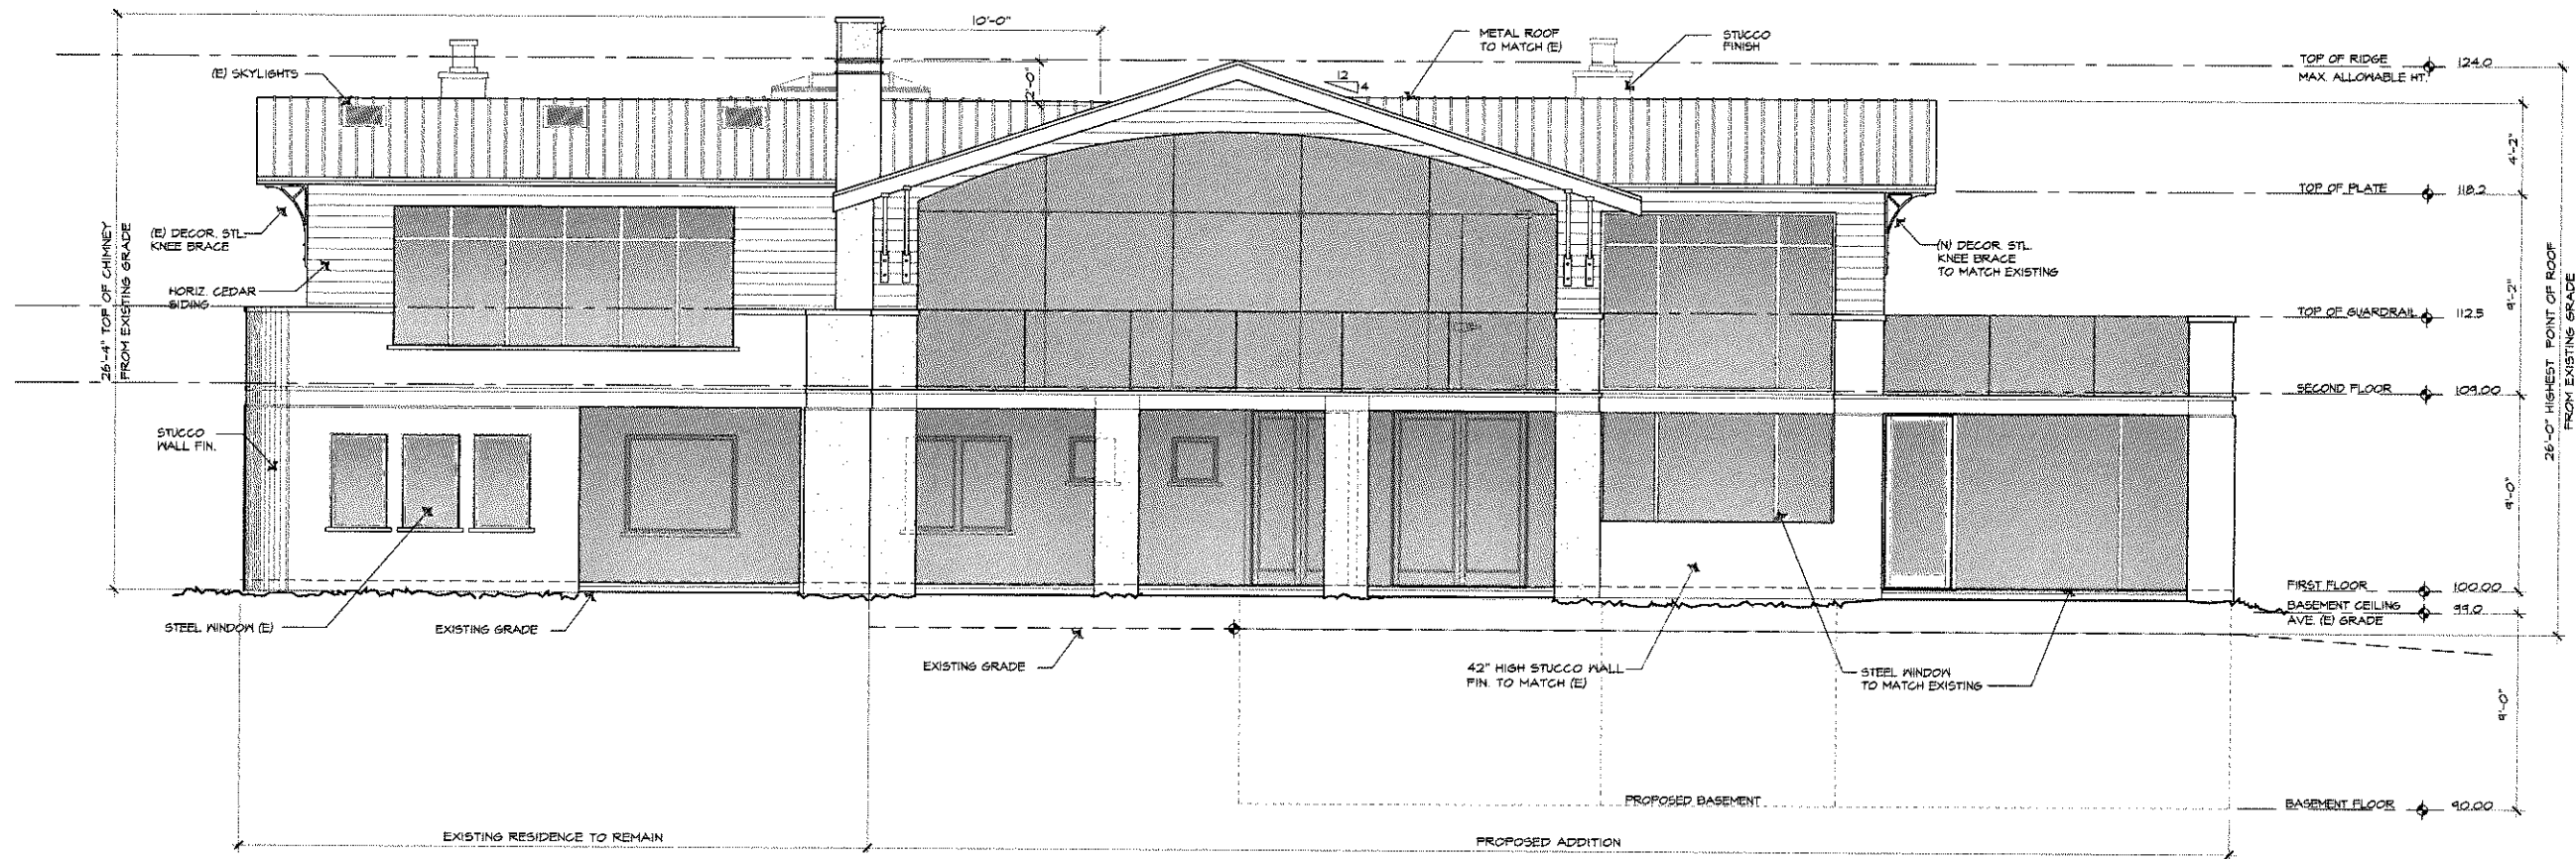 10'-0"
METAL ROOF
TO MATCH (E)
STUCCO
FINISH
(E) SKYLIGHTS
2'-0"
12
4
TOP OF RIDGE 124.0
MAX. ALLOWABLE HT.
4'-2"
TOP OF PLATE 118.2
26'-4" TOP OF CHIMNEY
FROM EXISTING GRADE
(E) DECOR. STL.
KNEE BRACE
(N) DECOR. STL.
KNEE BRACE
TO MATCH EXISTING
HORIZ. CEDAR
SIDING
9'-2"
26'-0" HIGHEST POINT OF ROOF
FROM EXISTING GRADE
TOP OF GUARDRAIL 112.5
SECOND FLOOR 109.00
STUCCO
WALL FIN.
9'-0"
FIRST FLOOR 100.00
BASEMENT CEILING 99.0
AVE. (E) GRADE
STEEL WINDOW (E)
EXISTING GRADE
EXISTING GRADE
42" HIGH STUCCO WALL
FIN. TO MATCH (E)
STEEL WINDOW
TO MATCH EXISTING
9'-0"
PROPOSED BASEMENT
BASEMENT FLOOR 90.00
EXISTING RESIDENCE TO REMAIN
PROPOSED ADDITION